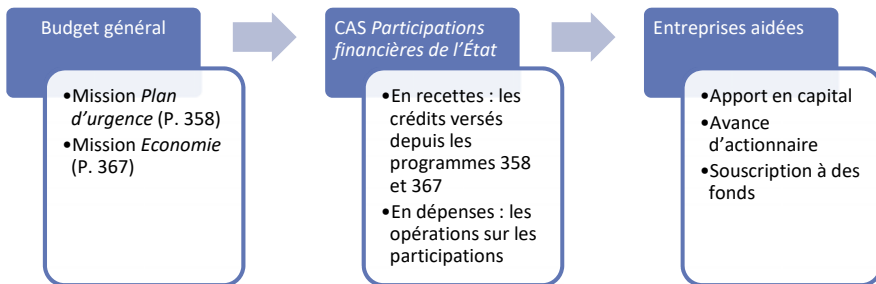 Budget général
•Mission Plan
d’urgence (P. 358)
•Mission Economie
(P. 367)
CAS Participations
financières de l’État
•En recettes : les
crédits versés
depuis les
programmes 358
et 367
•En dépenses : les
opérations sur les
participations
Entreprises aidées
•Apport en capital
•Avance
d’actionnaire
•Souscription à des
fonds